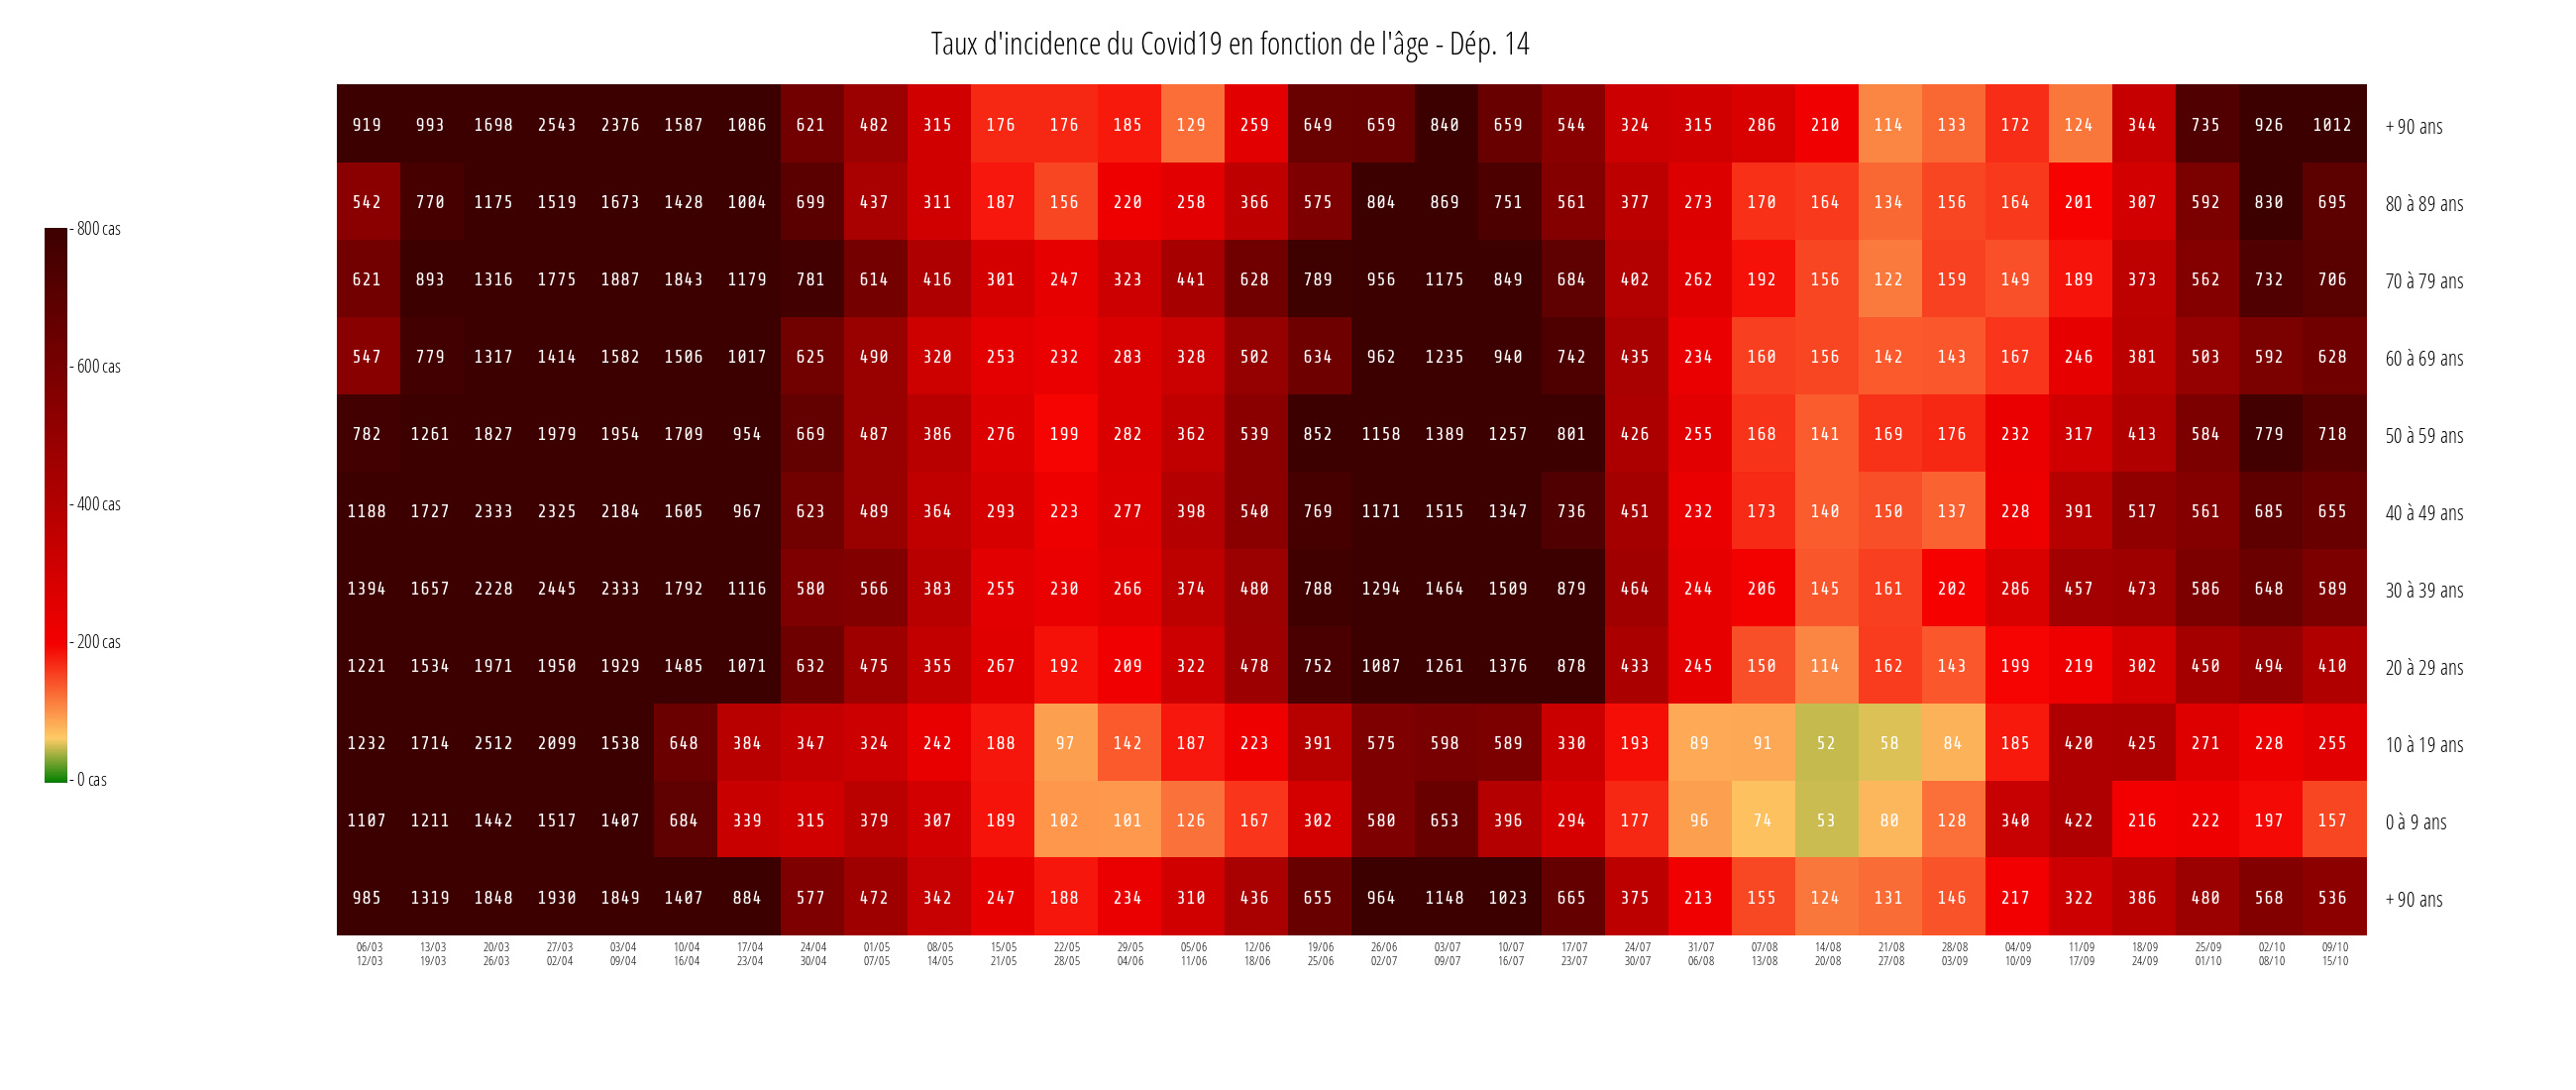 Taux d'incidence du Covid19 en fonction de l'âge - Dép. 14
919 993 1698 2543 2376 1587 1086 621 482 315 176 176 185 129 259 649 659 840 659 544 324 315 286 210 114 133 172 124 344 735 926 1012 + 90 ans
542 770 1175 1519 1673 1428 1004 699 437 311 187 156 220 258 366 575 804 869 751 561 377 273 170 164 134 156 164 201 307 592 830 695 80 à 89 ans
621 893 1316 1775 1887 1843 1179 781 614 416 301 247 323 441 628 789 956 1175 849 684 402 262 192 156 122 159 149 189 373 562 732 706 70 à 79 ans
547 779 1317 1414 1582 1506 1017 625 490 320 253 232 283 328 502 634 962 1235 940 742 435 234 160 156 142 143 167 246 381 503 592 628 60 à 69 ans
782 1261 1827 1979 1954 1709 954 669 487 386 276 199 282 362 539 852 1158 1389 1257 801 426 255 168 141 169 176 232 317 413 584 779 718 50 à 59 ans
1188 1727 2333 2325 2184 1605 967 623 489 364 293 223 277 398 540 769 1171 1515 1347 736 451 232 173 140 150 137 228 391 517 561 685 655 40 à 49 ans
1394 1657 2228 2445 2333 1792 1116 580 566 383 255 230 266 374 480 788 1294 1464 1509 879 464 244 206 145 161 202 286 457 473 586 648 589 30 à 39 ans
1221 1534 1971 1950 1929 1485 1071 632 475 355 267 192 209 322 478 752 1087 1261 1376 878 433 245 150 114 162 143 199 219 302 450 494 410 20 à 29 ans
1232 1714 2512 2099 1538 648 384 347 324 242 188 97 142 187 223 391 575 598 589 330 193 89 91 52 58 84 185 420 425 271 228 255 10 à 19 ans
1107 1211 1442 1517 1407 684 339 315 379 307 189 102 101 126 167 302 580 653 396 294 177 96 74 53 80 128 340 422 216 222 197 157 0 à 9 ans
985 1319 1848 1930 1849 1407 884 577 472 342 247 188 234 310 436 655 964 1148 1023 665 375 213 155 124 131 146 217 322 386 480 568 536 + 90 ans
06/03 13/03 20/03 27/03 03/04 10/04 17/04 24/04 01/05 08/05 15/05 22/05 29/05 05/06 12/06 19/06 26/06 03/07 10/07 17/07 24/07 31/07 07/08 14/08 21/08 28/08 04/09 11/09 18/09 25/09 02/10 09/10
12/03 19/03 26/03 02/04 09/04 16/04 23/04 30/04 07/05 14/05 21/05 28/05 04/06 11/06 18/06 25/06 02/07 09/07 16/07 23/07 30/07 06/08 13/08 20/08 27/08 03/09 10/09 17/09 24/09 01/10 08/10 15/10
- 800 cas
- 600 cas
- 400 cas
- 200 cas
- 0 cas